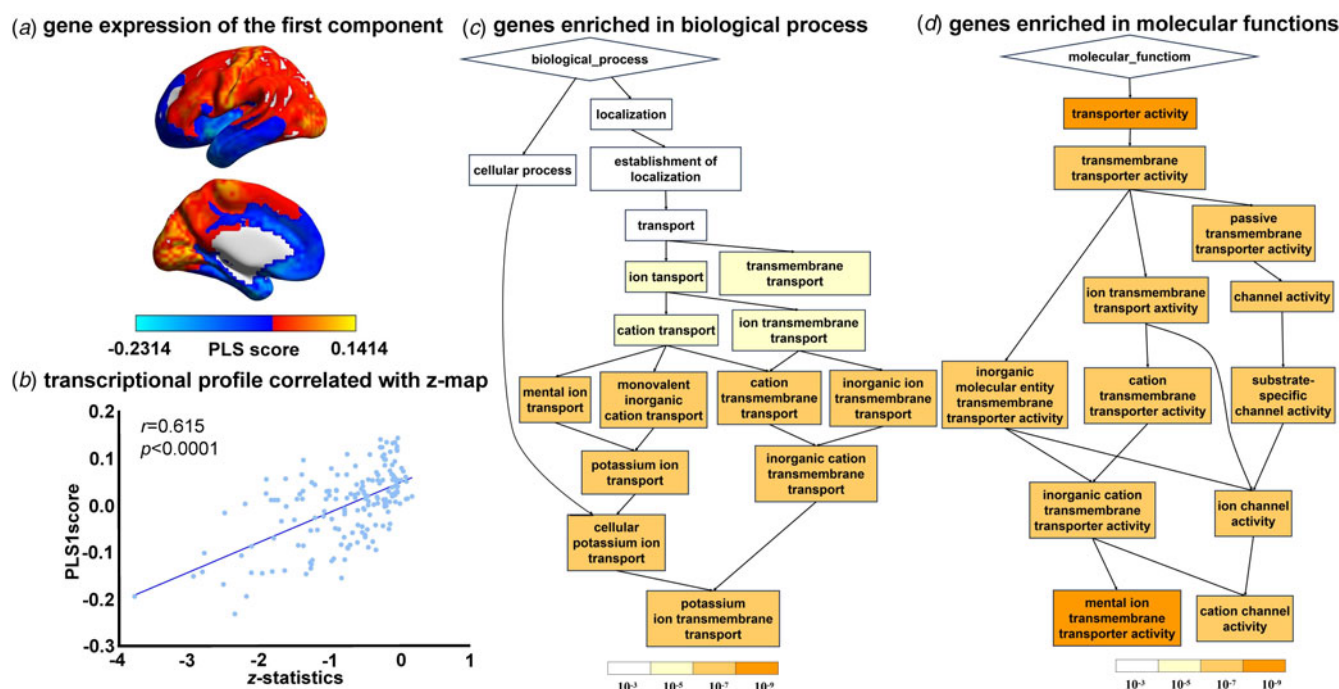 (a) gene expression of the first component
-0.2314 PLS score 0.1414
(b) transcriptional profile correlated with z-map
r=0.615
p<0.0001
PLS1score
0.2
0.1
0.0
-0.1
-0.2
-0.3
-4 -3 -2 -1 0 1
z-statistics
(c) genes enriched in biological process
biological_process
localization
cellular process
establishment of
localization
transport
ion tansport
transmembrane
transport
cation transport
ion transmembrane
transport
mental ion
transport
monovalent
inorganic
cation transport
cation
transmembrane
transport
inorganic ion
transmembrane
transport
potassium ion
transport
inorganic cation
transmembrane
transport
cellular
potassium ion
transport
potassium
ion transmembrane
transport
10⁻³ 10⁻⁵ 10⁻⁷ 10⁻⁹
(d) genes enriched in molecular functions
molecular_functiom
transporter activity
transmembrane
transporter activity
passive
transmembrane
transporter activity
ion transmembrane
transport axtivity
channel activity
inorganic
molecular entity
transmembrane
transporter activity
cation
transmembrane
transporter activity
substrate-
specific
channel activity
inorganic cation
transmembrane
transporter activity
ion channel
activity
mental ion
transmembrane
transporter activity
cation channel
activity
10⁻³ 10⁻⁵ 10⁻⁷ 10⁻⁹